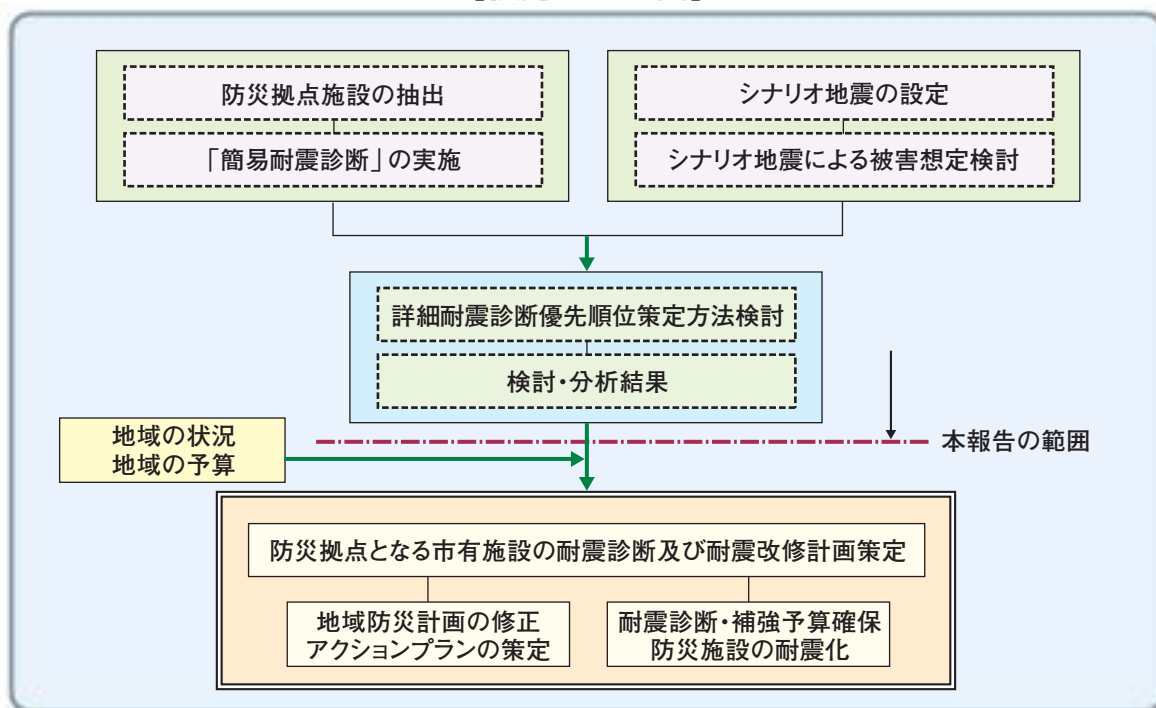 防災拠点施設の抽出
「簡易耐震診断」の実施
シナリオ地震の設定
シナリオ地震による被害想定検討
詳細耐震診断優先順位策定方法検討
検討・分析結果
地域の状況
地域の予算
本報告の範囲
防災拠点となる市有施設の耐震診断及び耐震改修計画策定
地域防災計画の修正
アクションプランの策定
耐震診断・補強予算確保
防災施設の耐震化